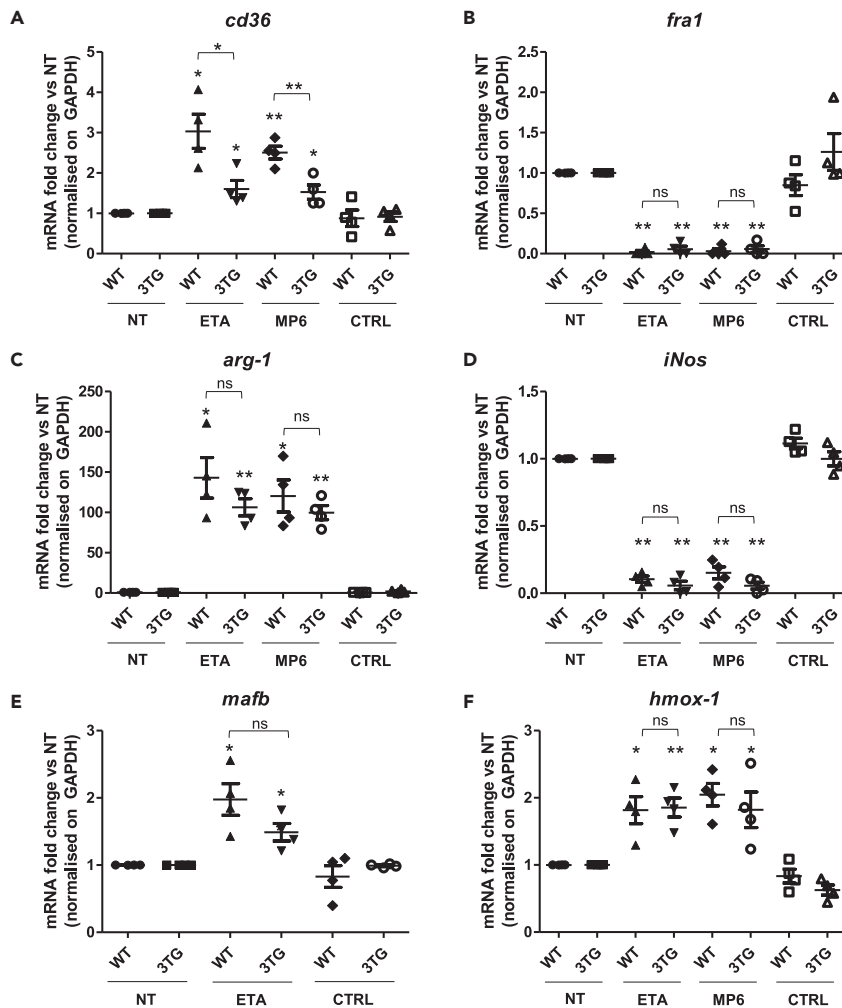 A
cd36
mRNA fold change vs NT
(normalised on GAPDH)
5
4
3
2
1
0
*
*
*
**
**
*
WT
3TG
WT
3TG
WT
3TG
WT
3TG
NT
ETA
MP6
CTRL
B
fra1
mRNA fold change vs NT
(normalised on GAPDH)
2.5
2.0
1.5
1.0
0.5
0.0
ns
ns
**
**
**
**
WT
3TG
WT
3TG
WT
3TG
WT
3TG
NT
ETA
MP6
CTRL
C
arg-1
mRNA fold change vs NT
(normalised on GAPDH)
250
200
150
100
50
0
ns
ns
*
**
*
**
WT
3TG
WT
3TG
WT
3TG
WT
3TG
NT
ETA
MP6
CTRL
D
iNos
mRNA fold change vs NT
(normalised on GAPDH)
1.5
1.0
0.5
0.0
ns
ns
**
**
**
**
WT
3TG
WT
3TG
WT
3TG
WT
3TG
NT
ETA
MP6
CTRL
E
mafb
mRNA fold change vs NT
(normalised on GAPDH)
3
2
1
0
ns
*
*
WT
3TG
WT
3TG
WT
3TG
NT
ETA
CTRL
F
hmox-1
mRNA fold change vs NT
(normalised on GAPDH)
3
2
1
0
ns
ns
*
**
*
*
WT
3TG
WT
3TG
WT
3TG
WT
3TG
NT
ETA
MP6
CTRL